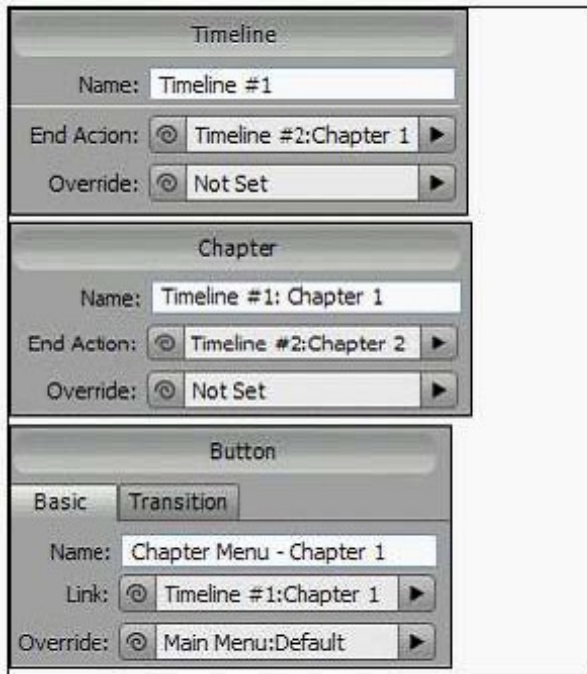 Timeline
Name: Timeline #1
End Action: Timeline #2:Chapter 1
Override: Not Set
Chapter
Name: Timeline #1: Chapter 1
End Action: Timeline #2:Chapter 2
Override: Not Set
Button
Basic Transition
Name: Chapter Menu - Chapter 1
Link: Timeline #1:Chapter 1
Override: Main Menu:Default